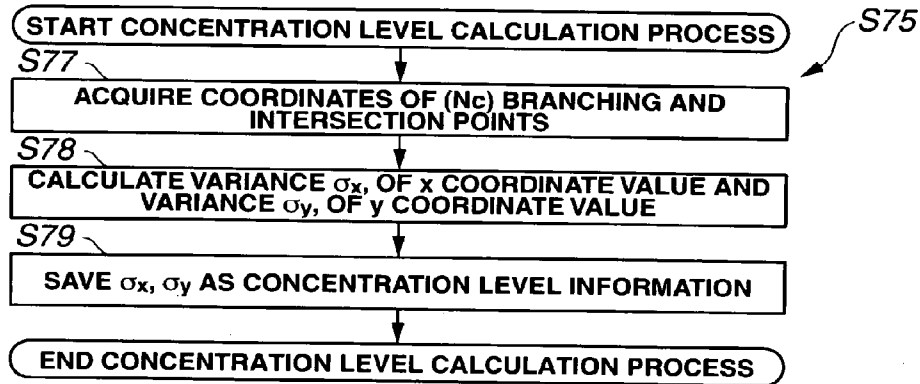 START CONCENTRATION LEVEL CALCULATION PROCESS
S75
S77
ACQUIRE COORDINATES OF (Nc) BRANCHING AND
INTERSECTION POINTS
S78
CALCULATE VARIANCE σx, OF x COORDINATE VALUE AND
VARIANCE σy, OF y COORDINATE VALUE
S79
SAVE σx, σy AS CONCENTRATION LEVEL INFORMATION
END CONCENTRATION LEVEL CALCULATION PROCESS